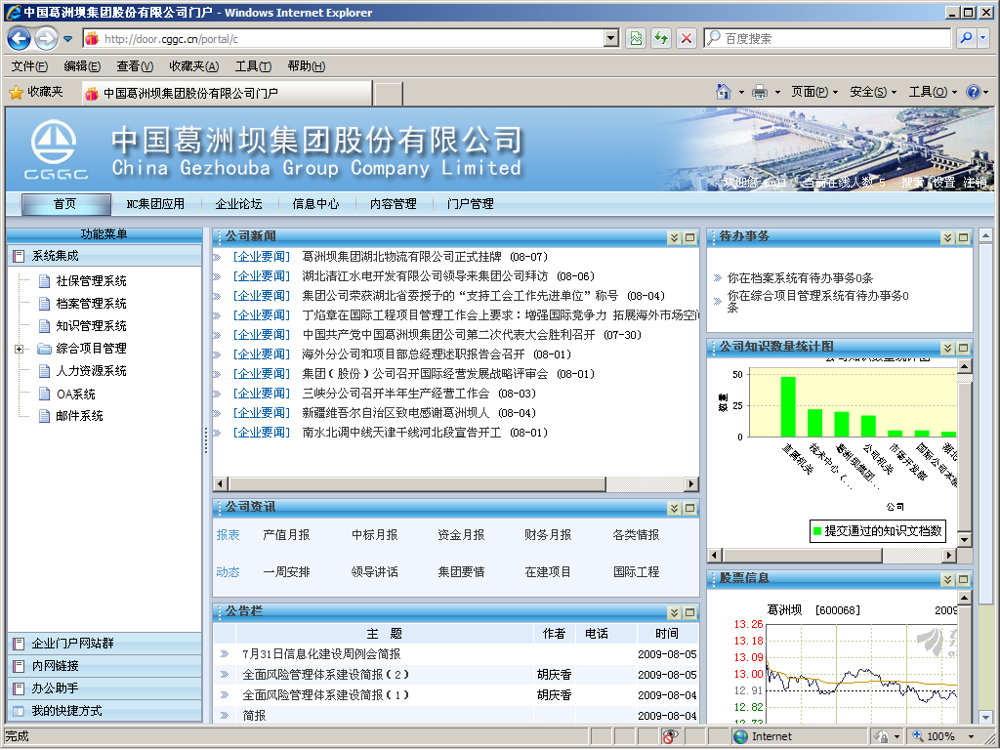 中国葛洲坝集团股份有限公司门户 - Windows Internet Explorer
http://door.cggc.cn/portal/c
百度搜索
文件(F) 编辑(E) 查看(V) 收藏夹(A) 工具(T) 帮助(H)
收藏夹 中国葛洲坝集团股份有限公司门户 页面(P) 安全(S) 工具(O)
CGGC
中国葛洲坝集团股份有限公司
China Gezhouba Group Company Limited
当前在线人数 5 搜索 设置 注销
首页 NC集团应用 企业论坛 信息中心 内容管理 门户管理
功能菜单
系统集成
社保管理系统
档案管理系统
知识管理系统
综合项目管理
人力资源系统
OA系统
邮件系统
企业门户网站群
内网链接
办公助手
我的快捷方式
公司新闻
[企业要闻] 葛洲坝集团湖北物流有限公司正式挂牌 (08-07)
[企业要闻] 湖北清江水电开发有限公司领导来集团公司拜访 (08-06)
[企业要闻] 集团公司荣获湖北省委授予的“支持工会工作先进单位”称号 (08-04)
[企业要闻] 丁焰章在国际工程项目管理工作会上要求：增强国际竞争力 拓展海外市场空间
[企业要闻] 中国共产党中国葛洲坝集团公司第二次代表大会胜利召开 (07-30)
[企业要闻] 海外分公司和项目部总经理述职报告会召开 (08-01)
[企业要闻] 集团(股份)公司召开国际经营发展战略评审会 (08-01)
[企业要闻] 三峡分公司召开半年生产经营工作会 (08-03)
[企业要闻] 新疆维吾尔自治区致电感谢葛洲坝人 (08-04)
[企业要闻] 南水北调中线天津干线河北段宣告开工 (08-01)
公司资讯
报表 产值月报 中标月报 资金月报 财务月报 各类情报
动态 一周安排 领导讲话 集团要情 在建项目 国际工程
公告栏
主 题 作者 电话 时间
7月31日信息化建设周例会简报 2009-08-05
全面风险管理体系建设简报(2) 胡庆香 2009-08-05
全面风险管理体系建设简报(1) 胡庆香 2009-08-04
简报 2009-08-04
待办事务
你在档案系统有待办事务0条
你在综合项目管理系统有待办事务0
条
公司知识数量统计图
公司知识数量统计图
50
25
0
数量
直属机关
技术中心(...
葛洲坝集团...
公司机关
市场开发部
国际公司本部
湖北
公司
提交通过的知识文档数
股票信息
葛洲坝 [600068] 2009
13.26
13.18
13.09
13.00
12.91
12.82
12.73
完成 Internet 100%